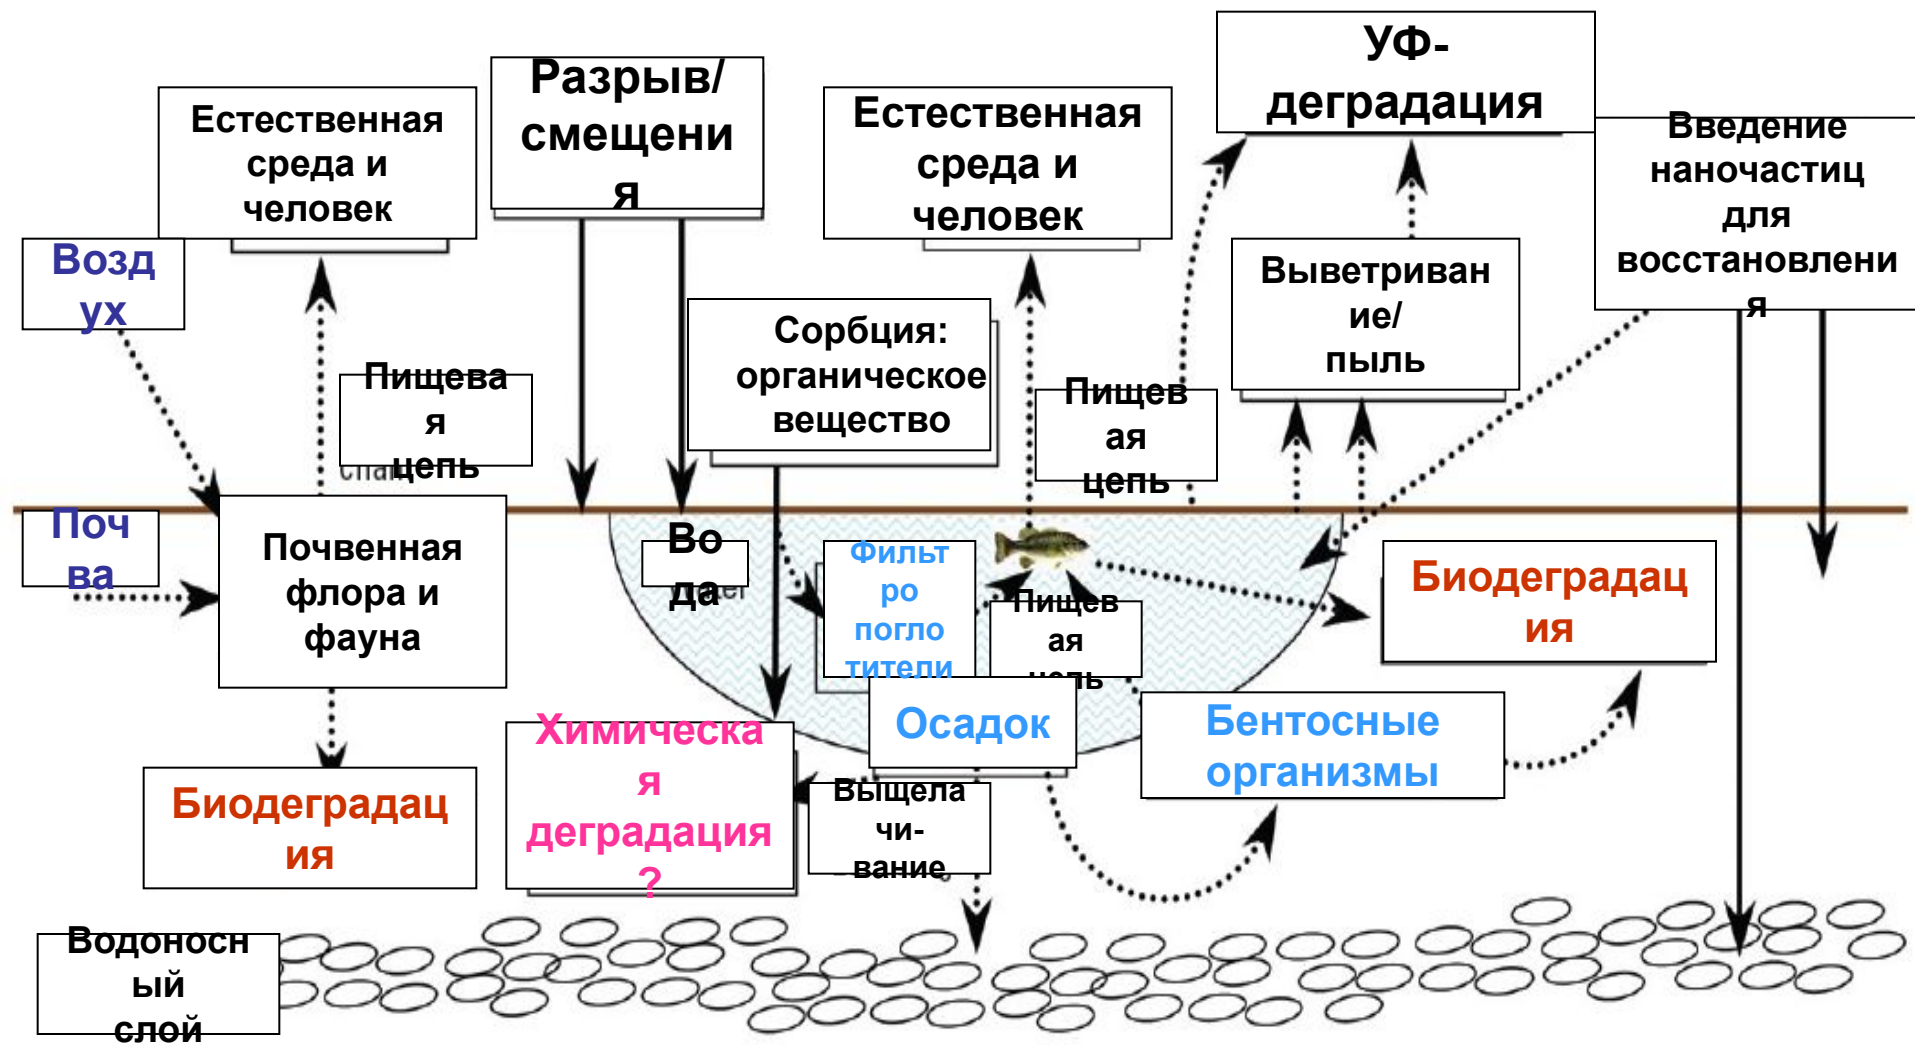 УФ-
деградация
Разрыв/
смещени
я
Естественная
среда и
человек
Естественная
среда и
человек
Введение
наночастиц
для
восстановлени
я
Возд
ух
Выветриван
ие/
пыль
Сорбция:
органическое
вещество
Пищева
я
цепь
Пищев
ая
цепь
Поч
ва
Почвенная
флора и
фауна
Во
да
Фильт
ро
погло
тители
Пищев
ая
цепь
Биодеградац
ия
Осадок
Бентосные
организмы
Химическа
я
деградация
?
Выщела
чи-
вание
Биодеградац
ия
Водоносн
ый
слой